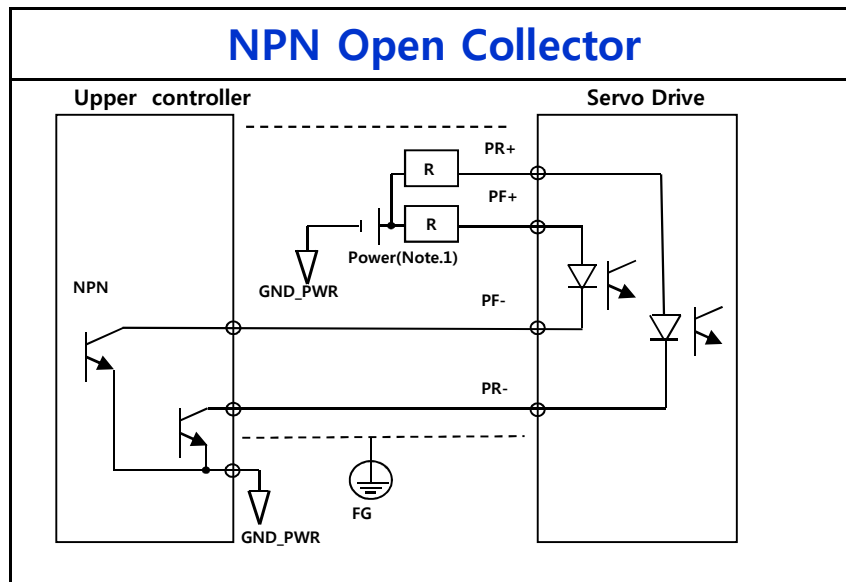 NPN Open Collector
Upper controller
Servo Drive
PR+
R
PF+
R
Power(Note.1)
GND_PWR
NPN
PF-
PR-
FG
GND_PWR